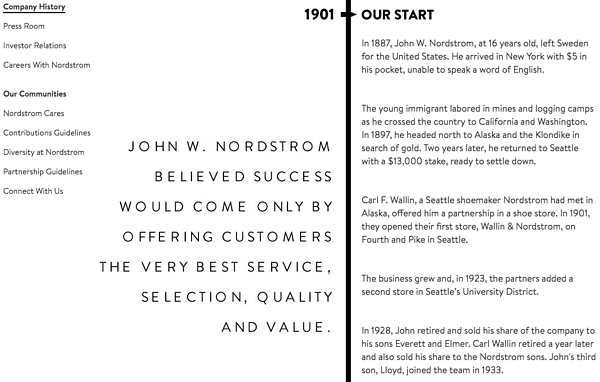 Company History
Press Room
Investor Relations
Careers With Nordstrom
Our Communities
Nordstrom Cares
Contributions Guidelines
Diversity at Nordstrom
Partnership Guidelines
Connect With Us
JOHN W. NORDSTROM
BELIEVED SUCCESS
WOULD COME ONLY BY
OFFERING CUSTOMERS
THE VERY BEST SERVICE,
SELECTION, QUALITY
AND VALUE.
1901 OUR START
In 1887, John W. Nordstrom, at 16 years old, left Sweden
for the United States. He arrived in New York with $5 in
his pocket, unable to speak a word of English.
The young immigrant labored in mines and logging camps
as he crossed the country to California and Washington.
In 1897, he headed north to Alaska and the Klondike in
search of gold. Two years later, he returned to Seattle
with a $13,000 stake, ready to settle down.
Carl F. Wallin, a Seattle shoemaker Nordstrom had met in
Alaska, offered him a partnership in a shoe store. In 1901,
they opened their first store, Wallin & Nordstrom, on
Fourth and Pike in Seattle.
The business grew and, in 1923, the partners added a
second store in Seattle's University District.
In 1928, John retired and sold his share of the company to
his sons Everett and Elmer. Carl Wallin retired a year later
and also sold his share to the Nordstrom sons. John's third
son, Lloyd, joined the team in 1933.